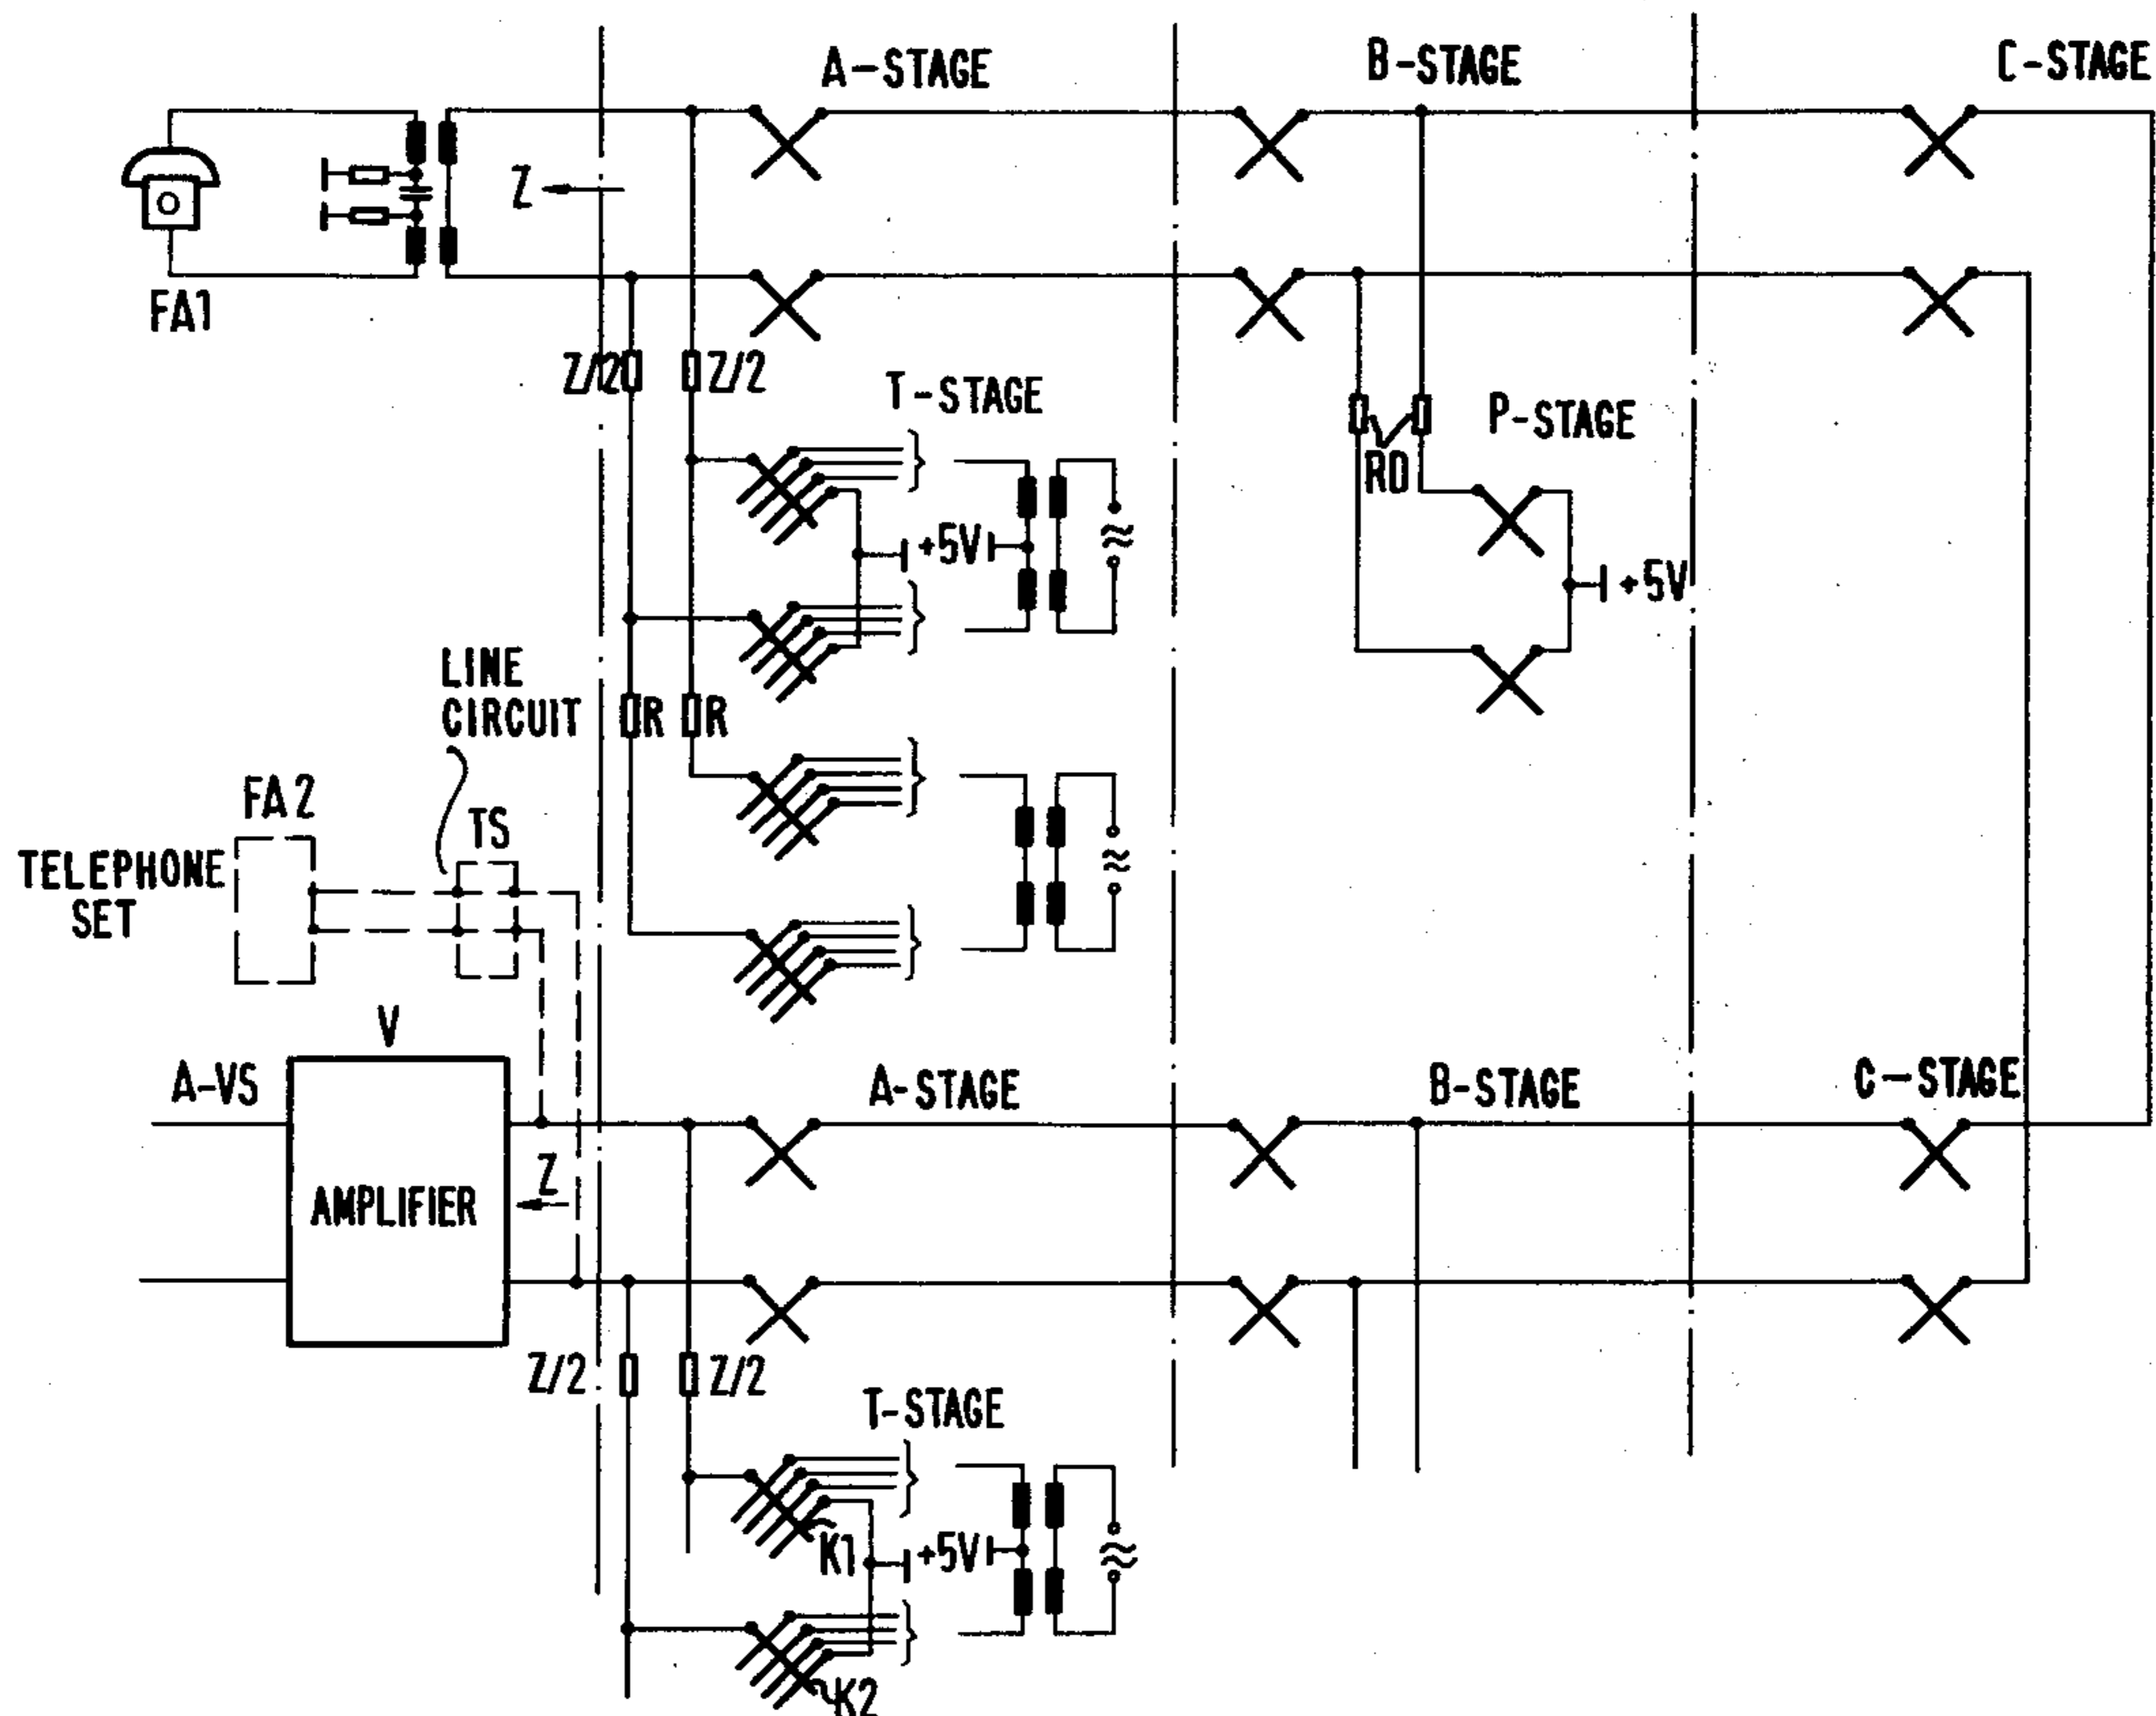 A-STAGE
B-STAGE
C-STAGE
Z
FA1
Z/2
Z/2
T-STAGE
P-STAGE
RO
+5V
+5V
LINE
CIRCUIT
R
R
FA2
TS
TELEPHONE
SET
V
A-VS
A-STAGE
B-STAGE
C-STAGE
Z
AMPLIFIER
Z/2
Z/2
T-STAGE
K1
+5V
K2